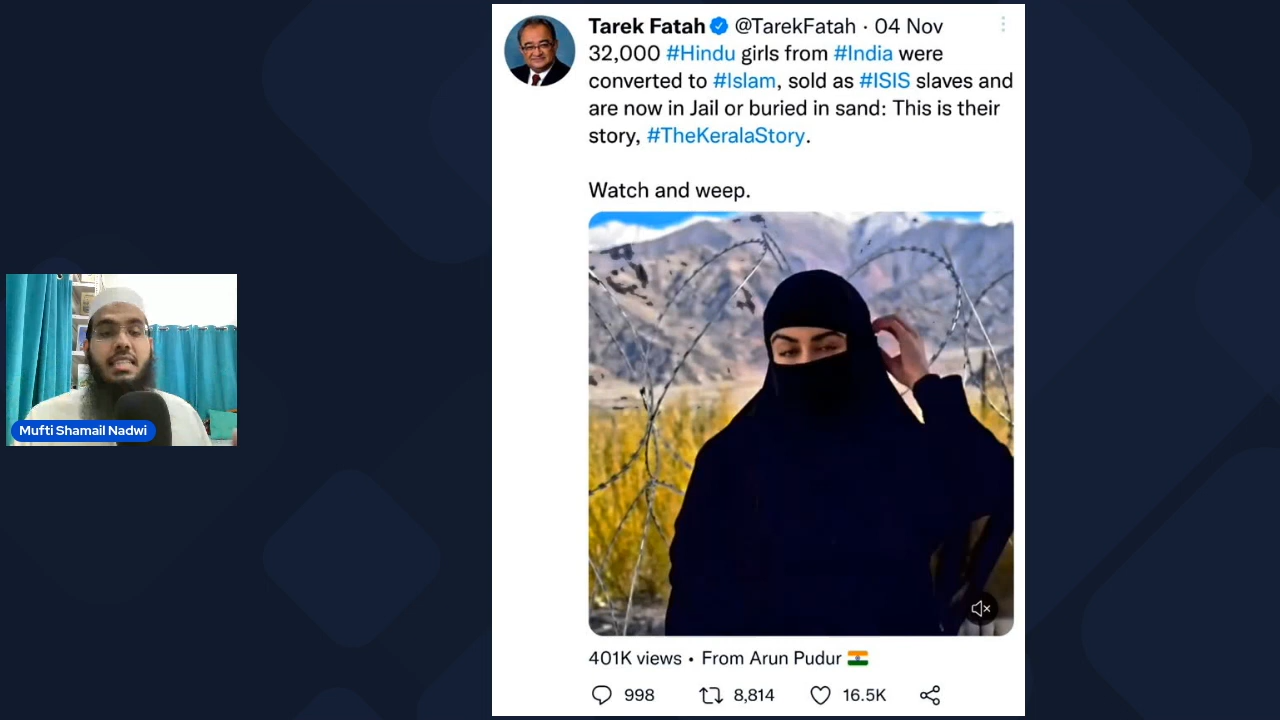 Tarek Fatah @TarekFatah · 04 Nov
32,000 #Hindu girls from #India were
converted to #Islam, sold as #ISIS slaves and
are now in Jail or buried in sand: This is their
story, #TheKeralaStory.
Watch and weep.
401K views • From Arun Pudur
998 8,814 16.5K
Mufti Shamail Nadwi